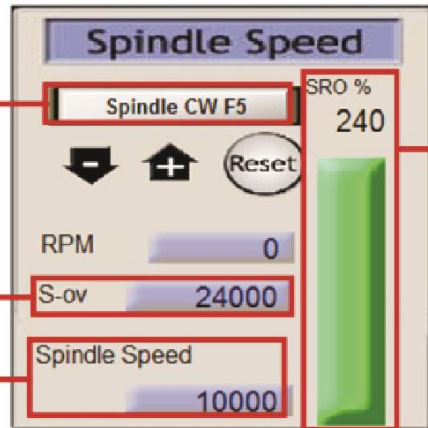 Spindle Speed
Spindle CW F5
SRO %
240
- + Reset
RPM 0
S-ov 24000
Spindle Speed
10000